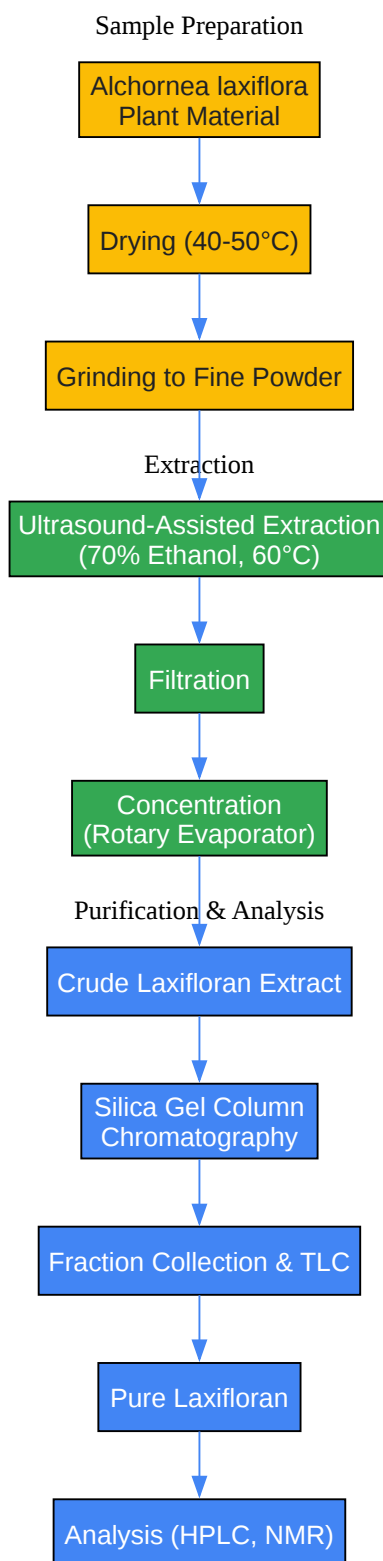 Sample Preparation
Alchornea laxiflora
Plant Material
Drying (40-50°C)
Grinding to Fine Powder
Extraction
Ultrasound-Assisted Extraction
(70% Ethanol, 60°C)
Filtration
Concentration
(Rotary Evaporator)
Purification & Analysis
Crude Laxifloran Extract
Silica Gel Column
Chromatography
Fraction Collection & TLC
Pure Laxifloran
Analysis (HPLC, NMR)